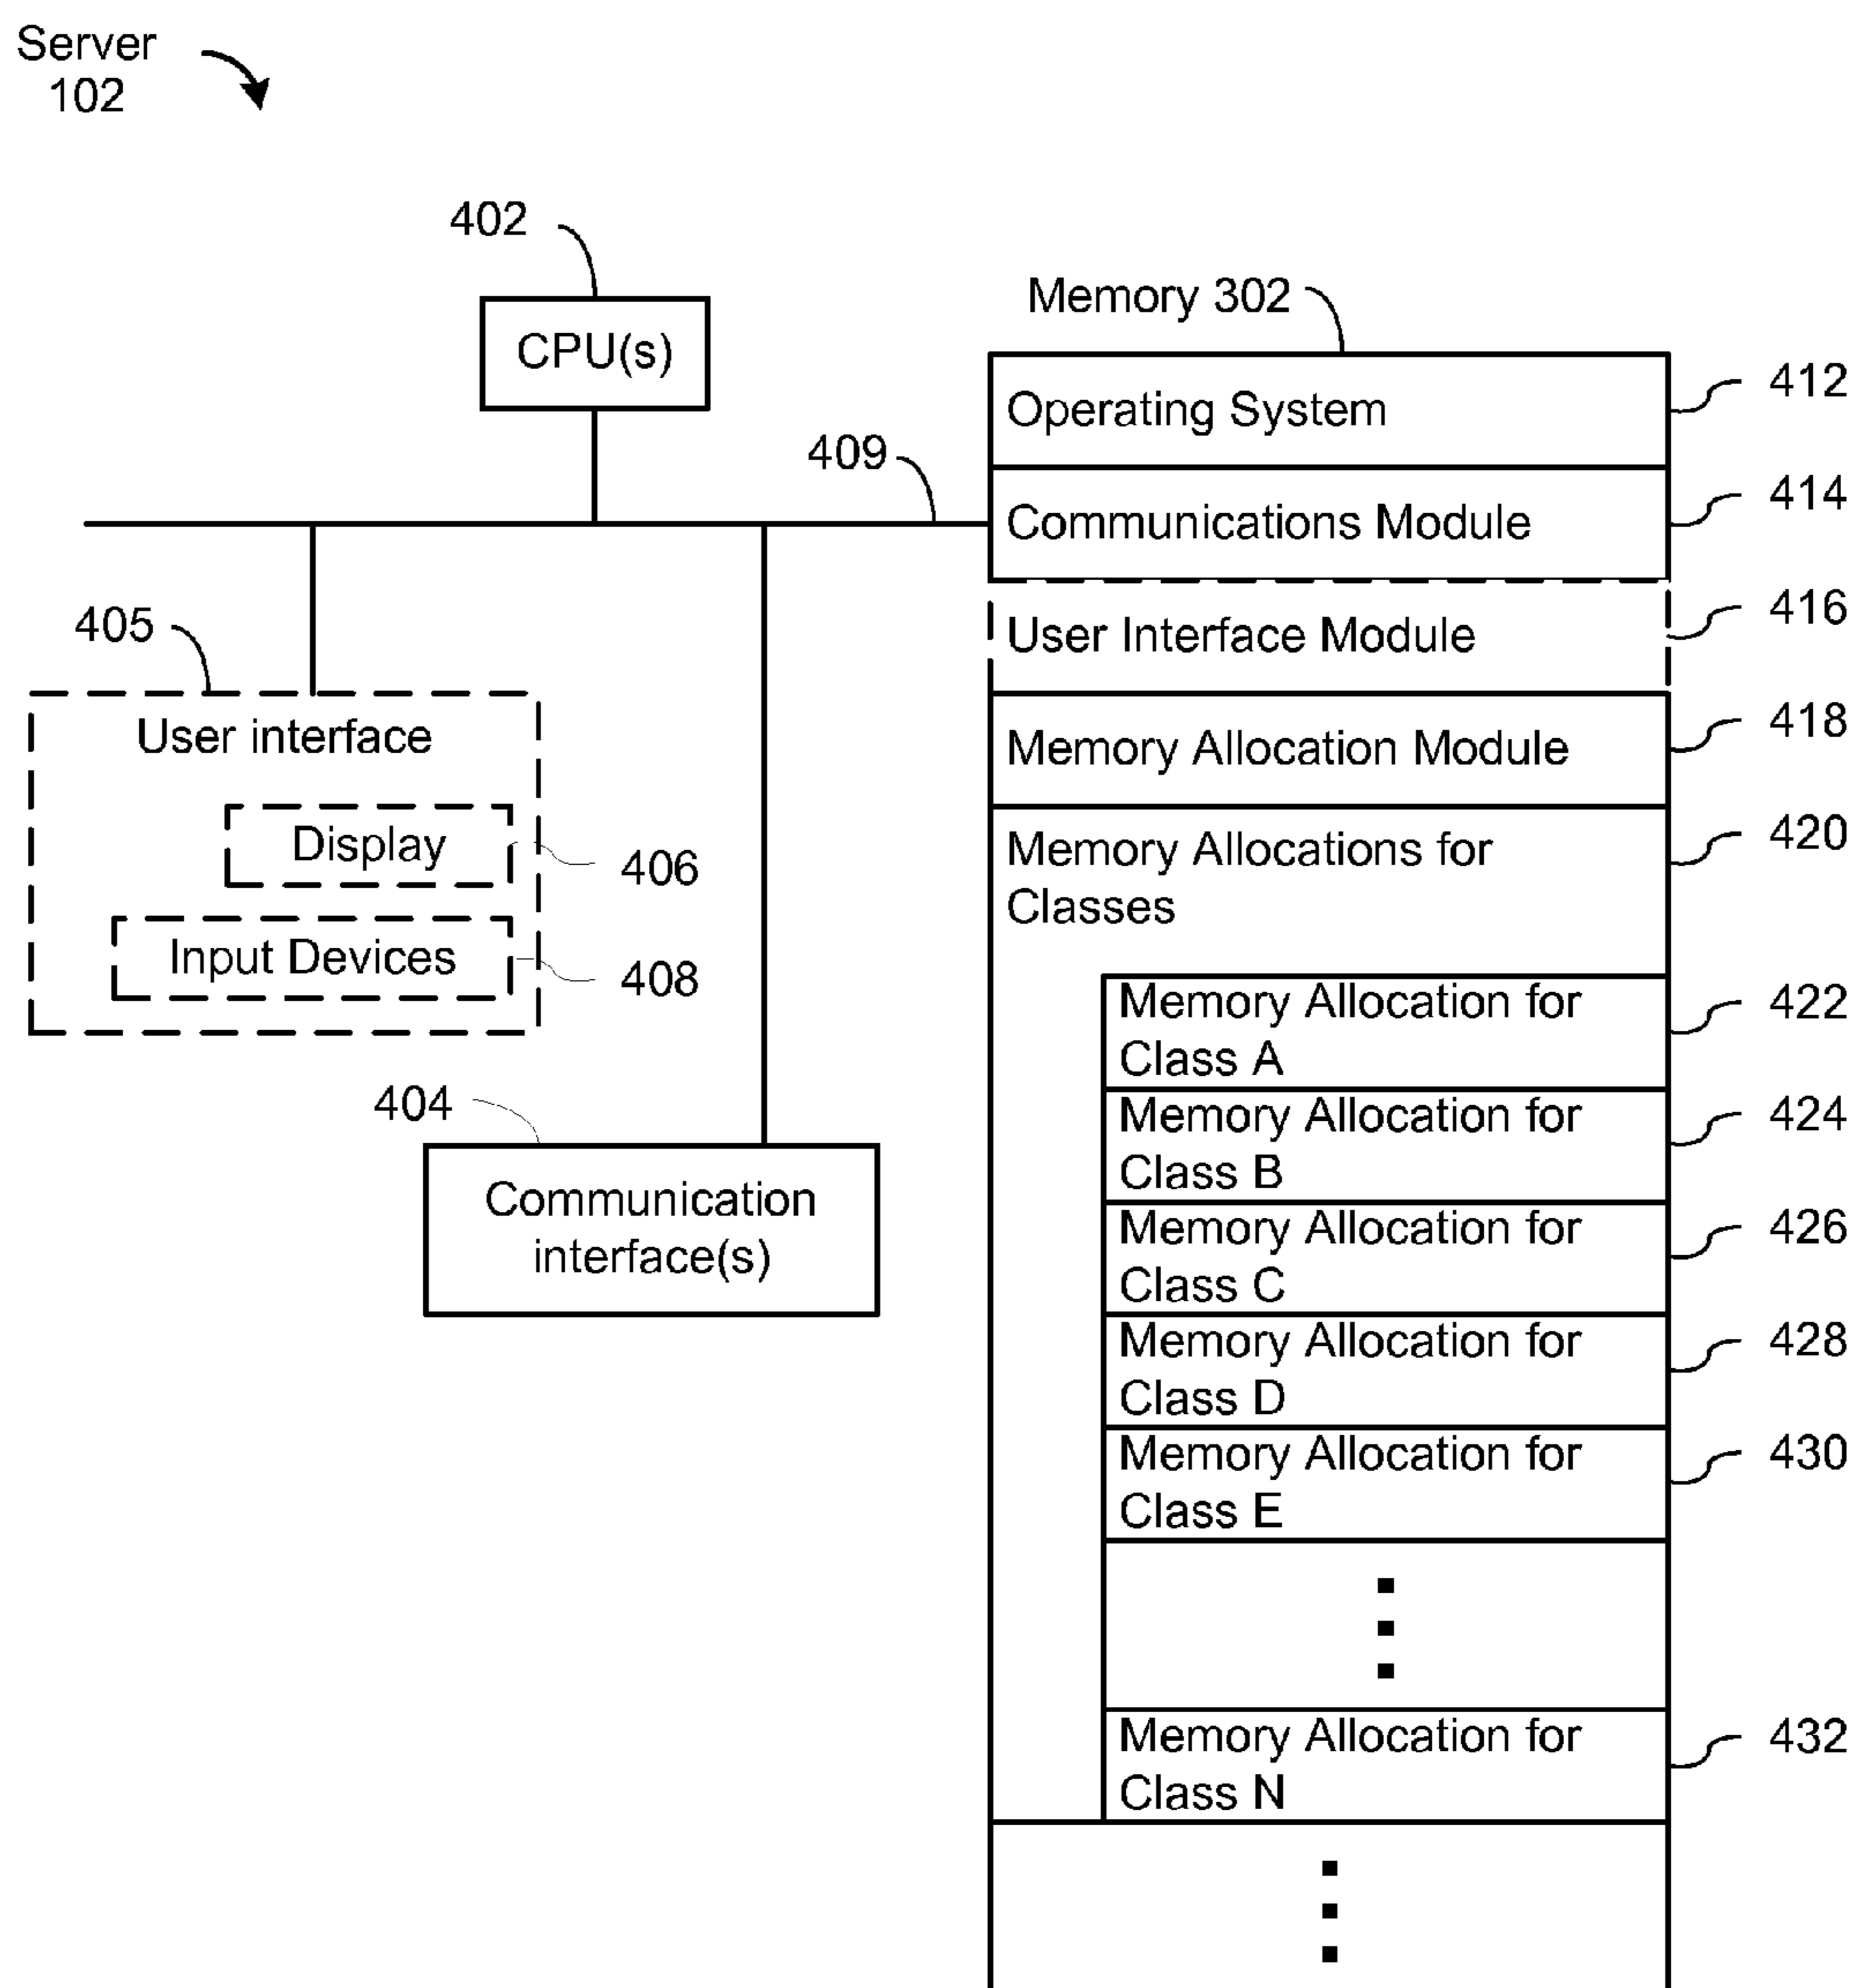 Server
102
402
CPU(s)
409
Memory 302
Operating System
412
Communications Module
414
User Interface Module
416
Memory Allocation Module
418
Memory Allocations for
Classes
420
Memory Allocation for
Class A
422
Memory Allocation for
Class B
424
Memory Allocation for
Class C
426
Memory Allocation for
Class D
428
Memory Allocation for
Class E
430
Memory Allocation for
Class N
432
405
User interface
Display
406
Input Devices
408
404
Communication
interface(s)